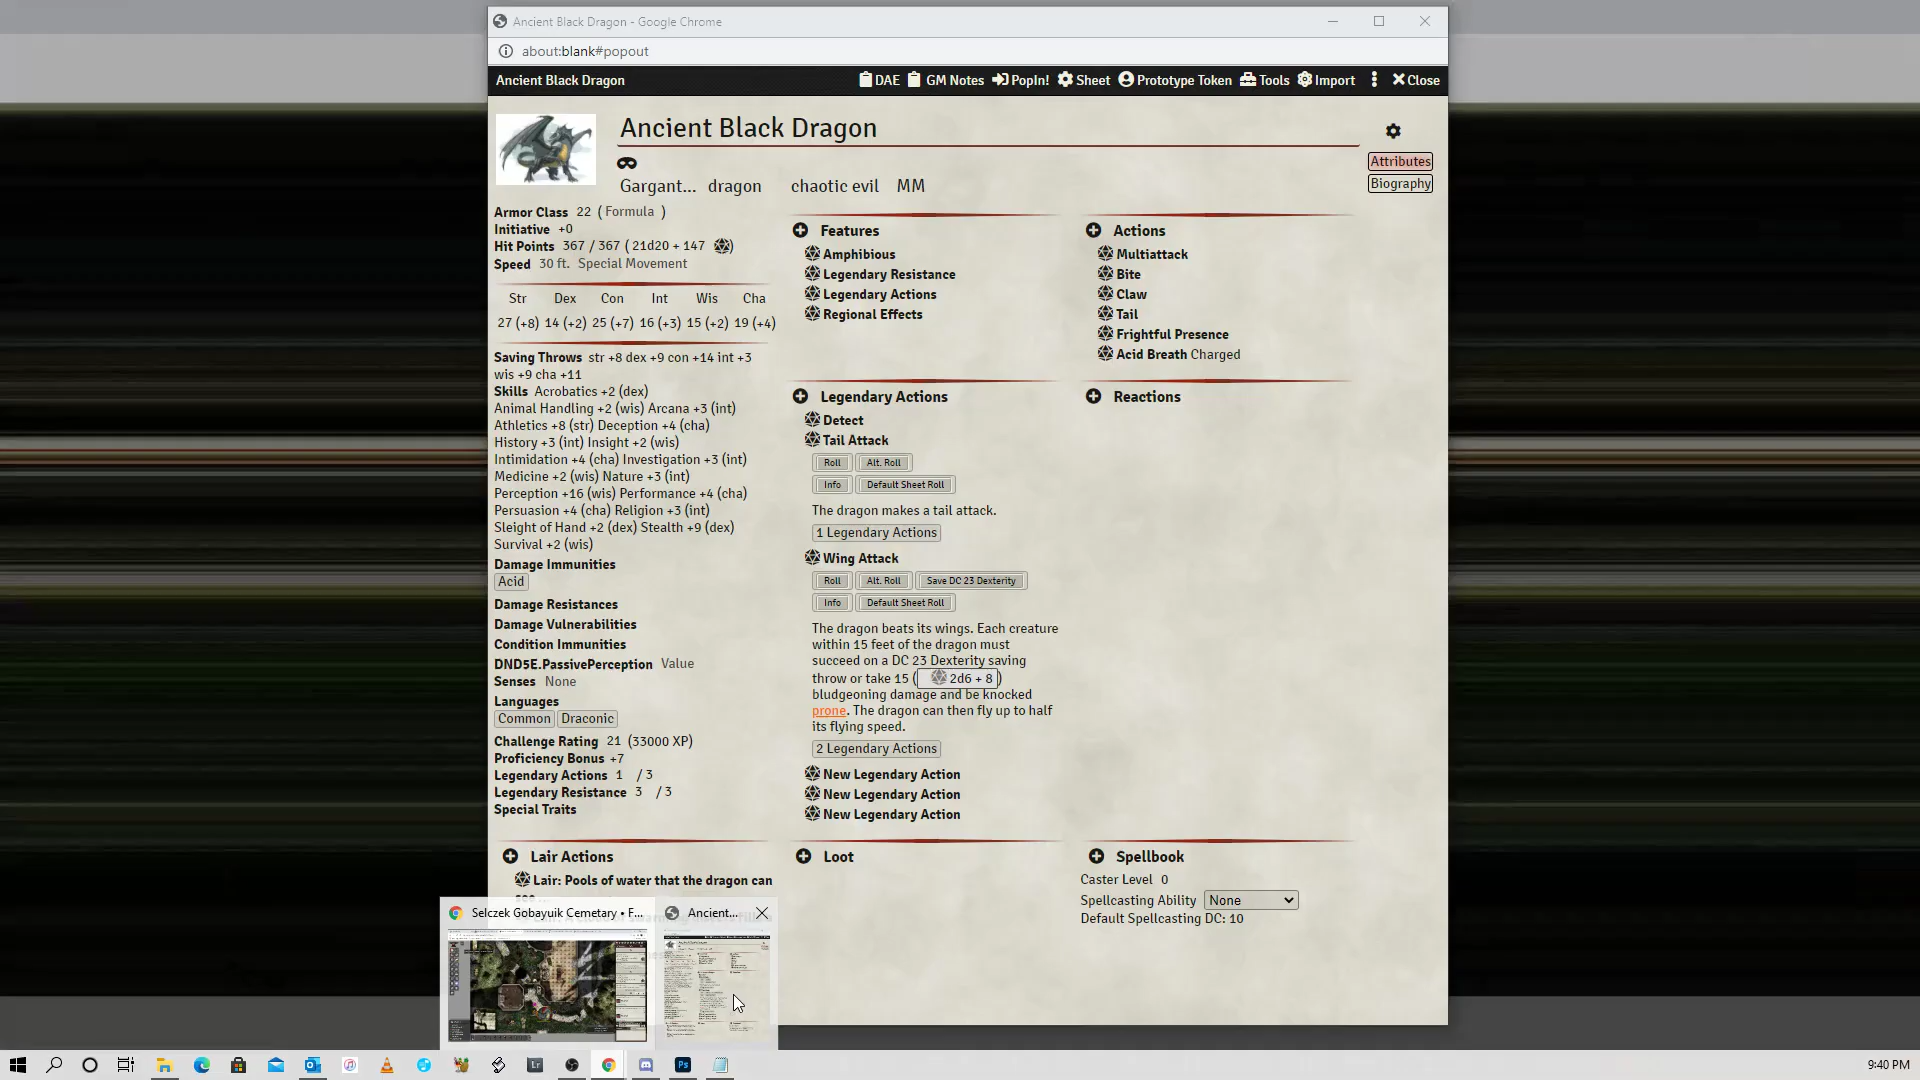 Ancient Black Dragon - Google Chrome
about:blank#popout
Ancient Black Dragon
DAE GM Notes PopIn! Sheet Prototype Token Tools Import Close
Ancient Black Dragon
Gargant... dragon chaotic evil MM
Attributes
Biography
Armor Class 22 ( Formula )
Initiative +0
Hit Points 367 / 367 ( 21d20 + 147 )
Speed 30 ft. Special Movement
Str Dex Con Int Wis Cha
27 (+8) 14 (+2) 25 (+7) 16 (+3) 15 (+2) 19 (+4)
Saving Throws str +8 dex +9 con +14 int +3
wis +9 cha +11
Skills Acrobatics +2 (dex)
Animal Handling +2 (wis) Arcana +3 (int)
Athletics +8 (str) Deception +4 (cha)
History +3 (int) Insight +2 (wis)
Intimidation +4 (cha) Investigation +3 (int)
Medicine +2 (wis) Nature +3 (int)
Perception +16 (wis) Performance +4 (cha)
Persuasion +4 (cha) Religion +3 (int)
Sleight of Hand +2 (dex) Stealth +9 (dex)
Survival +2 (wis)
Damage Immunities
Acid
Damage Resistances
Damage Vulnerabilities
Condition Immunities
DND5E.PassivePerception Value
Senses None
Languages
Common Draconic
Challenge Rating 21 (33000 XP)
Proficiency Bonus +7
Legendary Actions 1 / 3
Legendary Resistance 3 / 3
Special Traits
Features
Amphibious
Legendary Resistance
Legendary Actions
Regional Effects
Actions
Multiattack
Bite
Claw
Tail
Frightful Presence
Acid Breath Charged
Legendary Actions
Detect
Tail Attack
Roll Alt. Roll
Info Default Sheet Roll
The dragon makes a tail attack.
1 Legendary Actions
Wing Attack
Roll Alt. Roll Save DC 23 Dexterity
Info Default Sheet Roll
The dragon beats its wings. Each creature
within 15 feet of the dragon must
succeed on a DC 23 Dexterity saving
throw or take 15 ( 2d6 + 8 )
bludgeoning damage and be knocked
prone. The dragon can then fly up to half
its flying speed.
2 Legendary Actions
New Legendary Action
New Legendary Action
New Legendary Action
Reactions
Lair Actions
Lair: Pools of water that the dragon can
Loot
Spellbook
Caster Level 0
Spellcasting Ability None
Default Spellcasting DC: 10
Selczek Gobayuik Cemetary • F...
Ancient...
Lr
Ps
9:40 PM